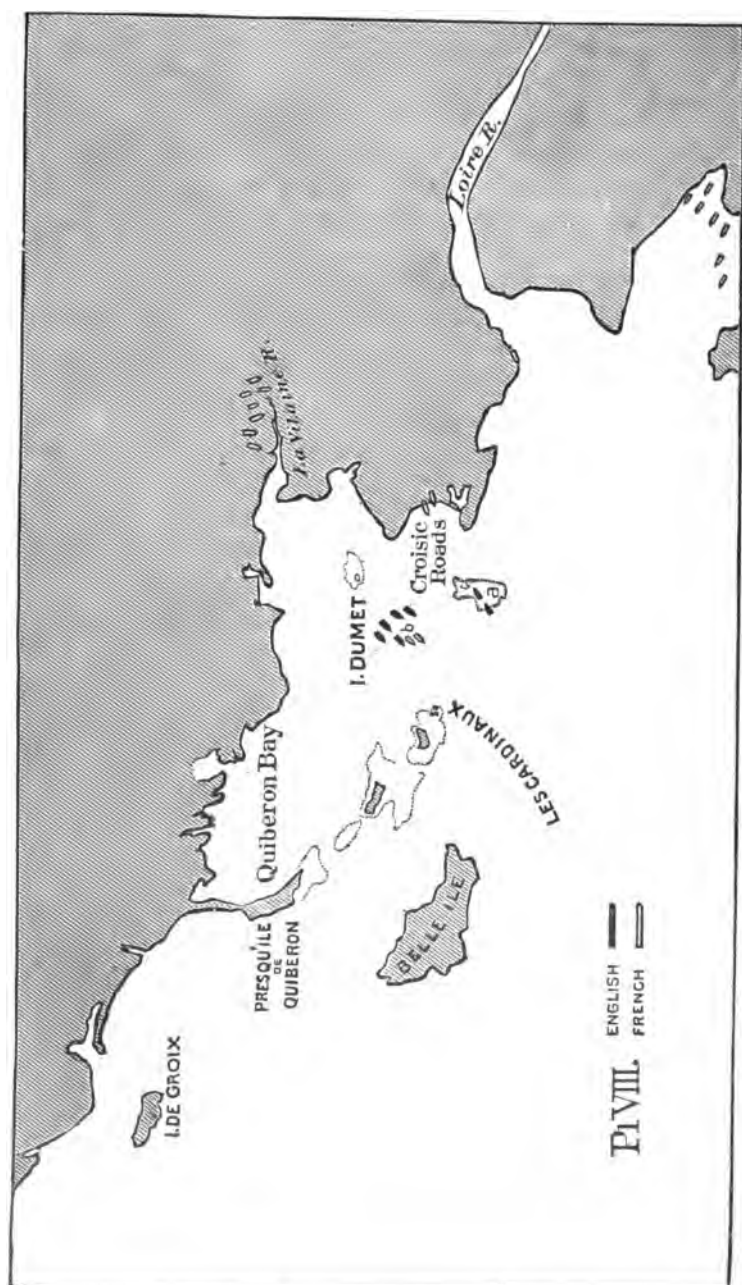 I. DE GROIX
PRESQU'ILE
DE
QUIBERON
Quiberon Bay
BELLE ILE
LES CARDINAUX
I. DUMET
b
Croisic
Roads
a
La Vilaine R.
Loire R.
Pl VIII.
ENGLISH
FRENCH